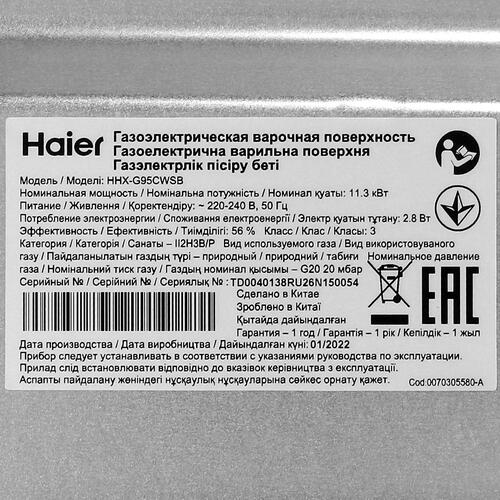 Haier
Газоэлектрическая варочная поверхность
Газоелектрична варильна поверхня
Газэлектрлік пісіру беті
Модель / Моделі: HHX-G95CWSB
Номинальная мощность / Номінальна потужність / Номинал қуаты: 11.3 кВт
Питание / Живлення / Қоректендіру: ~ 220-240 В, 50 Гц
Потребление электроэнергии / Споживання електроенергії / Электр қуатын тұтану: 2.8 Вт
Эффективность / Ефективність / Тиімділігі: 56 % Класс / Клас / Класы: 3
Категория / Категорія / Санаты – II2H3B/P Вид используемого газа / Вид використовуваного
газу / Пайдаланылатын газдың түрі – природный / природний / табиғи Номинальное давление
газа / Номінальний тиск газу / Газдың номинал қысымы – G20 20 мбар
Серийный № / Серійний № / Сериялық №: TD0040138RU26N150054
Сделано в Китае
Зроблено в Китаї
Қытайда дайындалған
Гарантия – 1 год / Гарантія – 1 рік / Кепілдік – 1 жыл
EAC
Дата производства / Дата виробництва / Дайындалған күні: 01/2022
Прибор следует устанавливать в соответствии с указаниями руководства по эксплуатации.
Прилад слід встановлювати відповідно до вказівок керівництва по експлуатації.
Аспапты пайдалану жөніндегі нұсқаулық нұсқауларына сәйкес орнату қажет.
Cod.0070305580-A